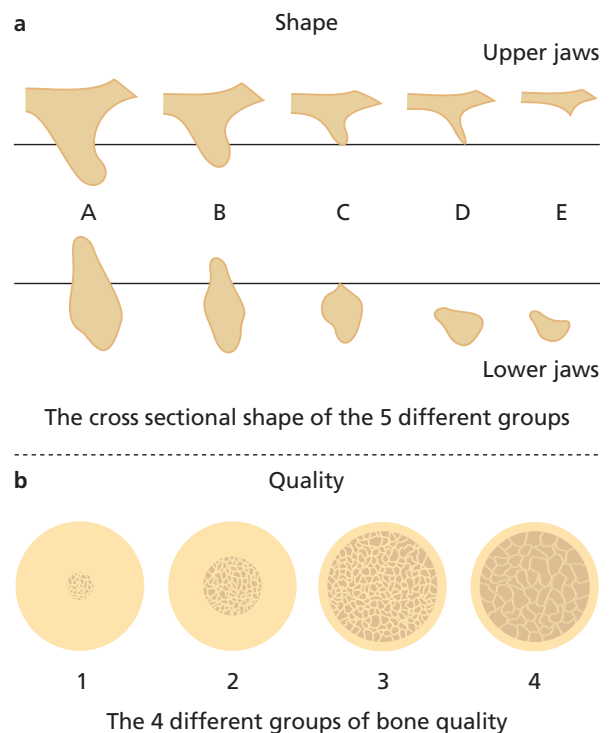 a
Shape
Upper jaws
A B C D E
Lower jaws
The cross sectional shape of the 5 different groups
b
Quality
1 2 3 4
The 4 different groups of bone quality